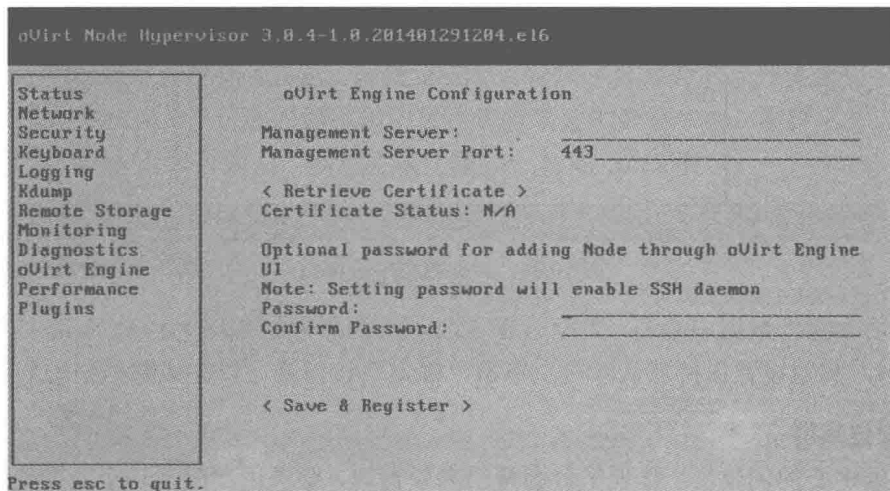 oVirt Node Hypervisor 3.0.4-1.0.201401291204.el6
Status
Network
Security
Keyboard
Logging
Kdump
Remote Storage
Monitoring
Diagnostics
oVirt Engine
Performance
Plugins
oVirt Engine Configuration
Management Server:
Management Server Port: 443
< Retrieve Certificate >
Certificate Status: N/A
Optional password for adding Node through oVirt Engine
UI
Note: Setting password will enable SSH daemon
Password:
Confirm Password:
< Save & Register >
Press esc to quit.